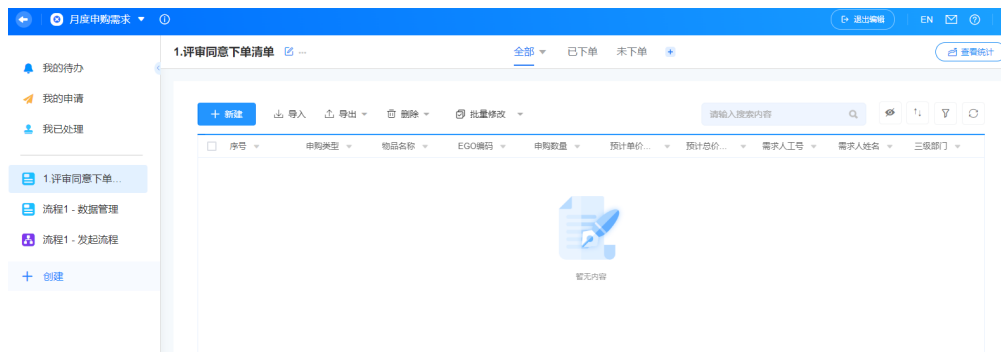 月度申购需求 退出编辑 EN
1.评审同意下单清单 ... 全部 已下单 未下单 查看统计
我的待办
我的申请
我已处理
新建 导入 导出 删除 批量修改 请输入搜索内容
序号 申购类型 物品名称 EGO编码 申购数量 预计单价... 预计总价... 需求人工号 需求人姓名 三级部门
1.评审同意下单...
流程1 - 数据管理
流程1 - 发起流程
创建
暂无内容